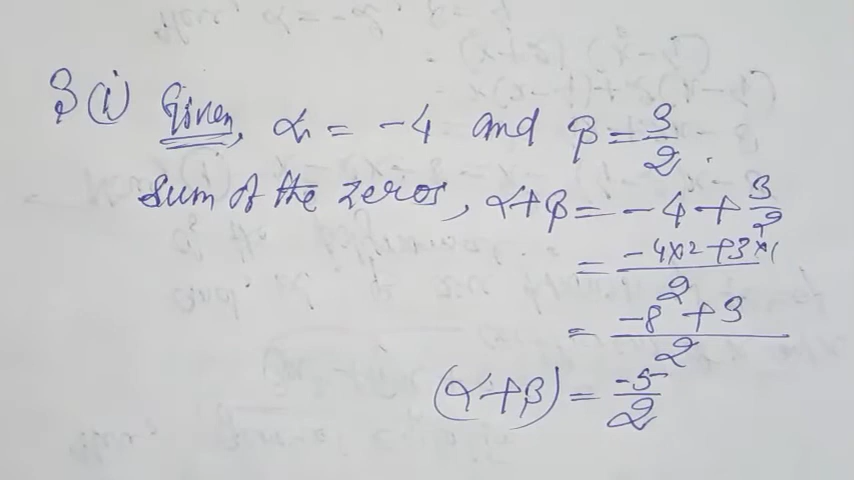 3(i) Given, α = -4 and β = 3/2.
Sum of the zeros, α+β = -4 + 3/2
= (-4×2+3×1)/2
= (-8+3)/2
(α+β) = -5/2